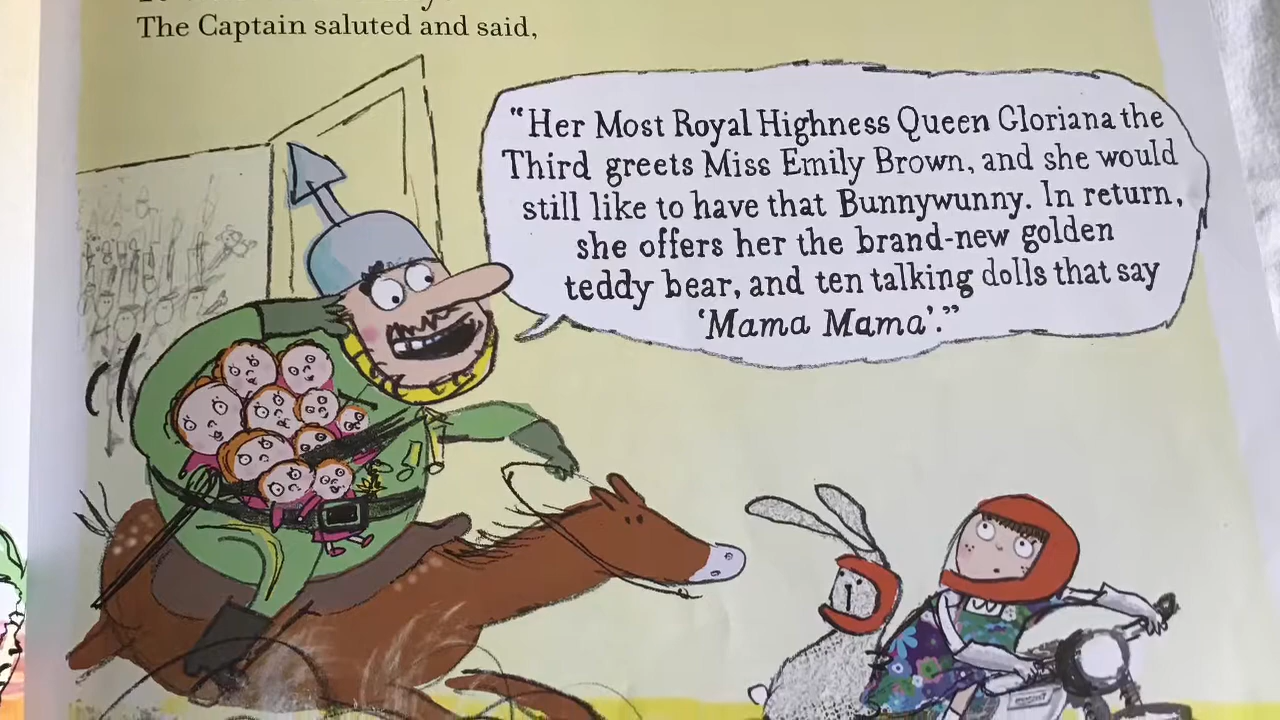 The Captain saluted and said,
"Her Most Royal Highness Queen Gloriana the
Third greets Miss Emily Brown, and she would
still like to have that Bunnywunny. In return,
she offers her the brand-new golden
teddy bear, and ten talking dolls that say
'Mama Mama'."